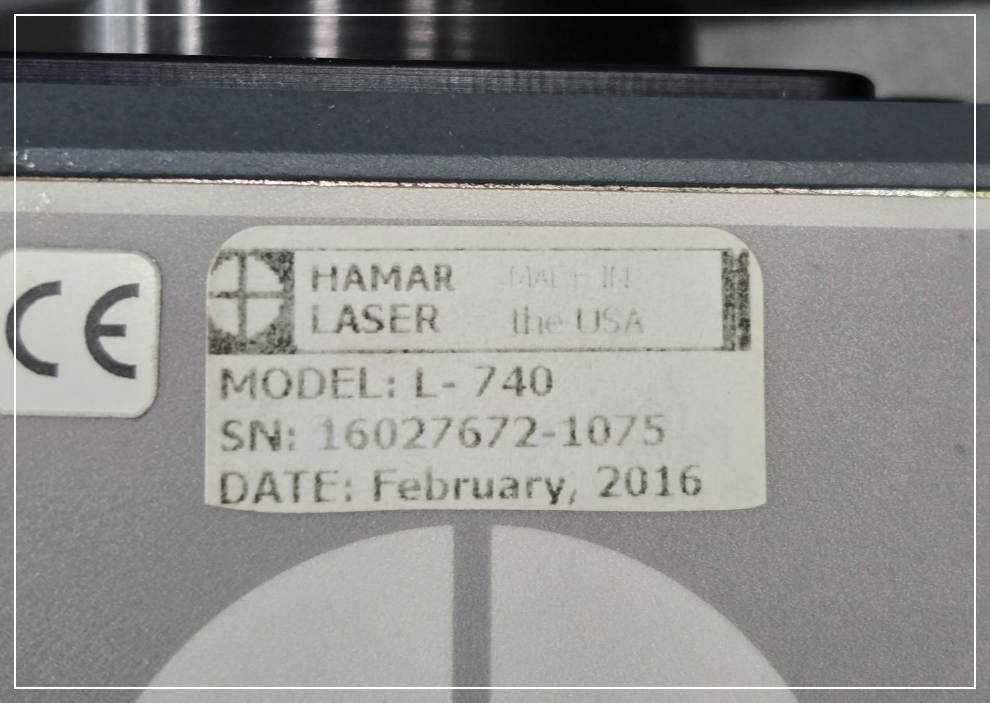 CE
HAMAR MADE IN
LASER the USA
MODEL: L- 740
SN: 16027672-1075
DATE: February, 2016